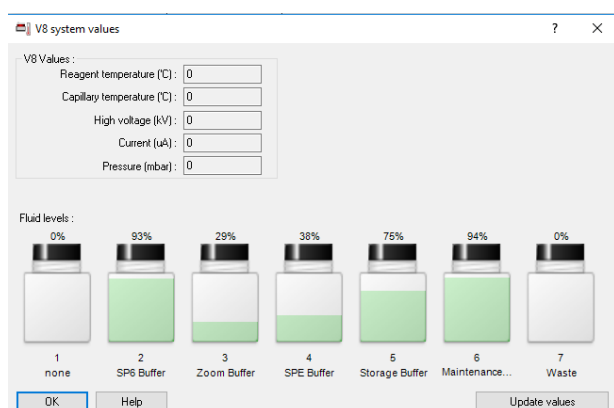 V8 system values ? ×
V8 Values :
Reagent temperature (°C) : 0
Capillary temperature (°C) : 0
High voltage (kV) : 0
Current (uA) : 0
Pressure (mbar) : 0
Fluid levels :
0% 93% 29% 38% 75% 94% 0%
1 2 3 4 5 6 7
none SP6 Buffer Zoom Buffer SPE Buffer Storage Buffer Maintenance... Waste
OK Help Update values